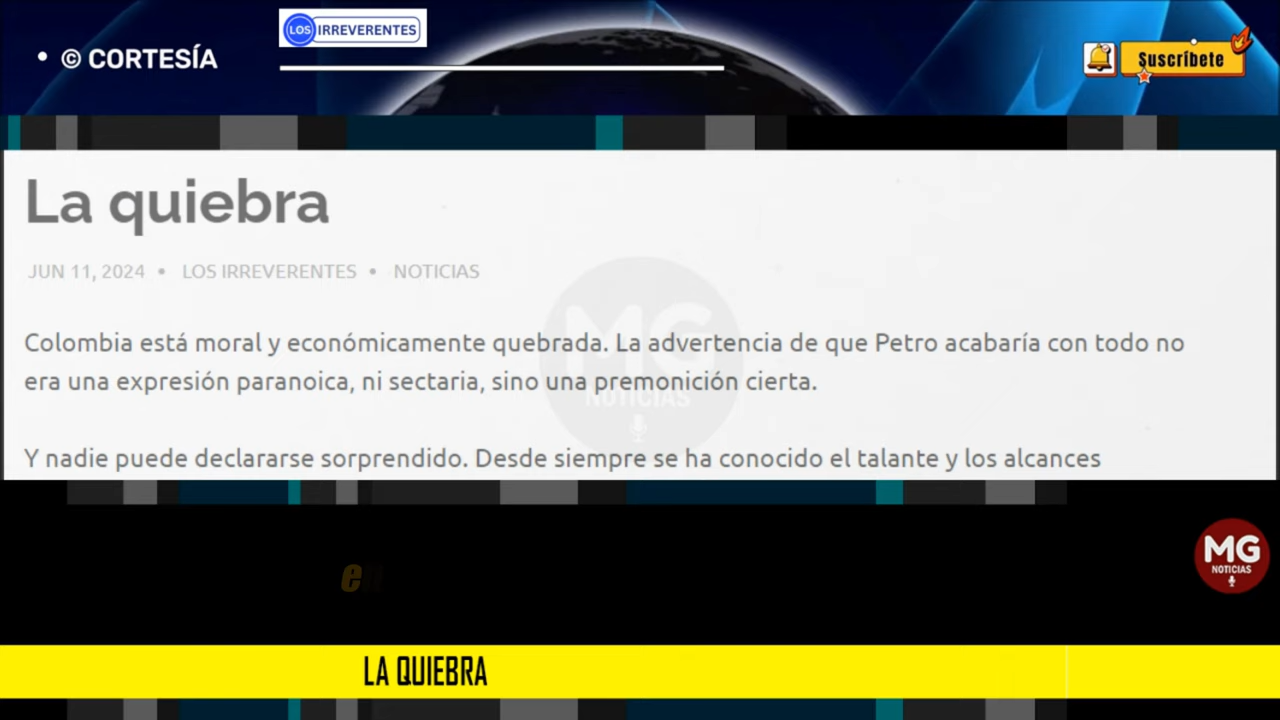 • © CORTESÍA
LOS IRREVERENTES
Suscríbete
La quiebra
JUN 11, 2024 • LOS IRREVERENTES • NOTICIAS
Colombia está moral y económicamente quebrada. La advertencia de que Petro acabaría con todo no
era una expresión paranoica, ni sectaria, sino una premonición cierta.
Y nadie puede declararse sorprendido. Desde siempre se ha conocido el talante y los alcances
MG
NOTICIAS
MG
NOTICIAS
LA QUIEBRA